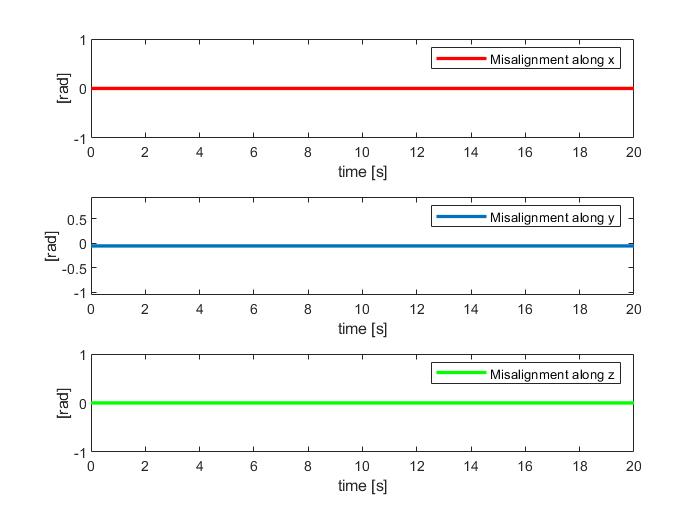 1
Misalignment along x
[rad]
0
-1
0 2 4 6 8 10 12 14 16 18 20
time [s]
Misalignment along y
0.5
[rad]
0
-0.5
-1
0 2 4 6 8 10 12 14 16 18 20
time [s]
1
Misalignment along z
[rad]
0
-1
0 2 4 6 8 10 12 14 16 18 20
time [s]